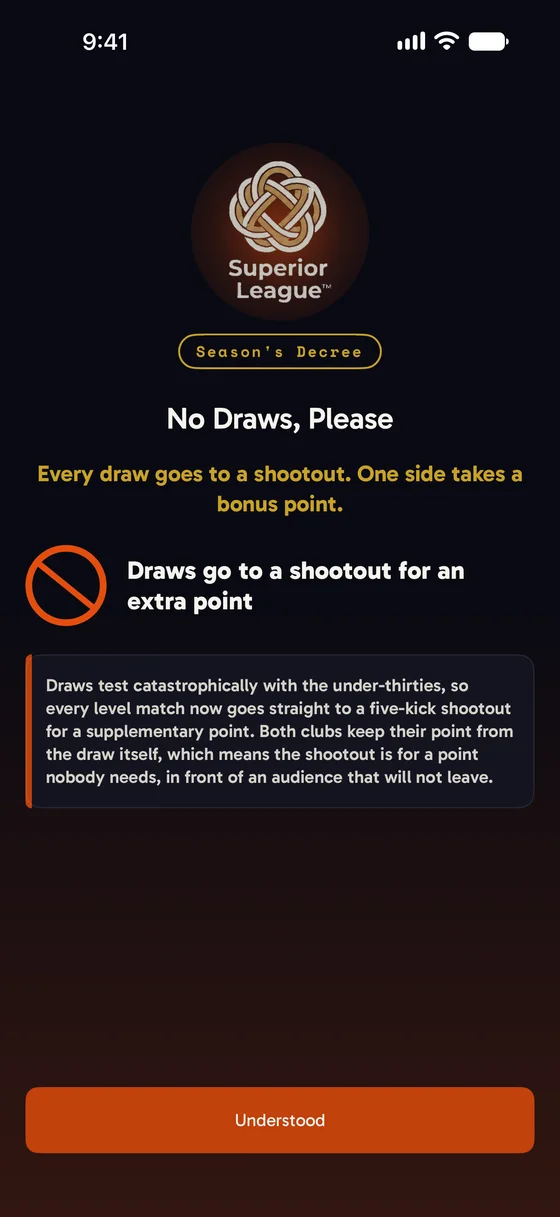 9:41
Superior
League™
Season's Decree
No Draws, Please
Every draw goes to a shootout. One side takes a
bonus point.
Draws go to a shootout for an
extra point
Draws test catastrophically with the under-thirties, so
every level match now goes straight to a five-kick shootout
for a supplementary point. Both clubs keep their point from
the draw itself, which means the shootout is for a point
nobody needs, in front of an audience that will not leave.
Understood